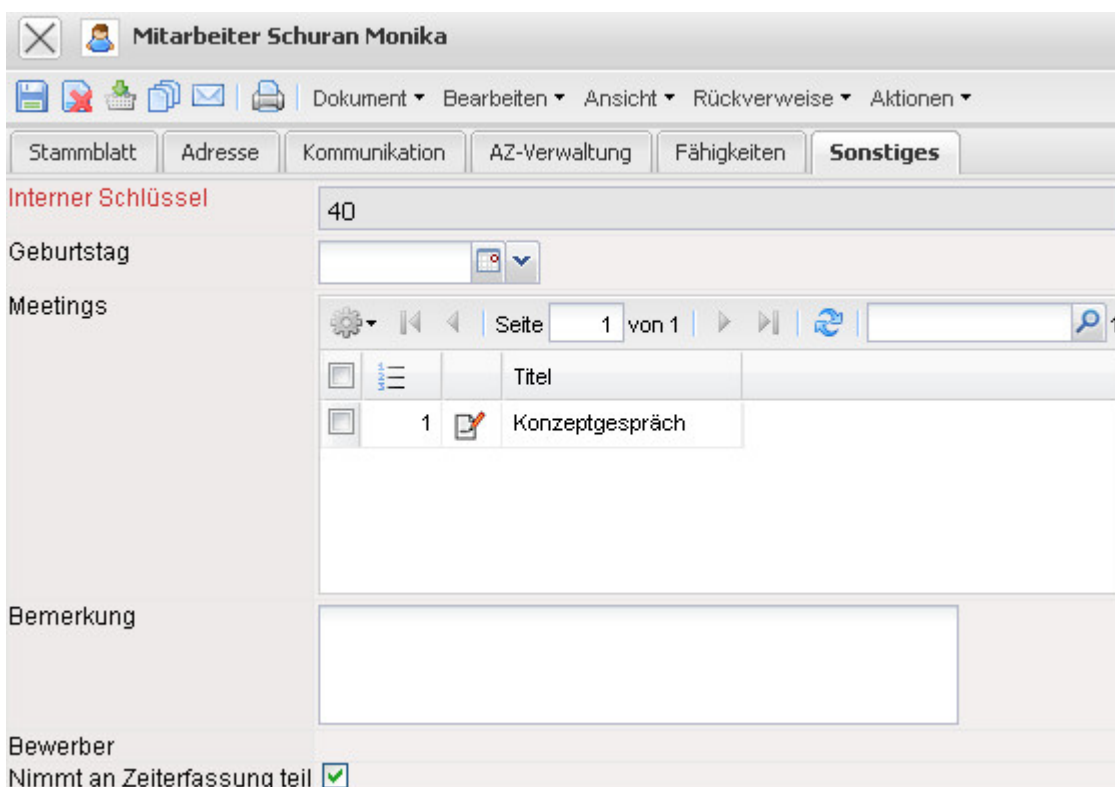 Mitarbeiter Schuran Monika
Dokument Bearbeiten Ansicht Rückverweise Aktionen
Stammblatt Adresse Kommunikation AZ-Verwaltung Fähigkeiten Sonstiges
Interner Schlüssel 40
Geburtstag
Meetings Seite 1 von 1
Titel
1 Konzeptgespräch
Bemerkung
Bewerber
Nimmt an Zeiterfassung teil